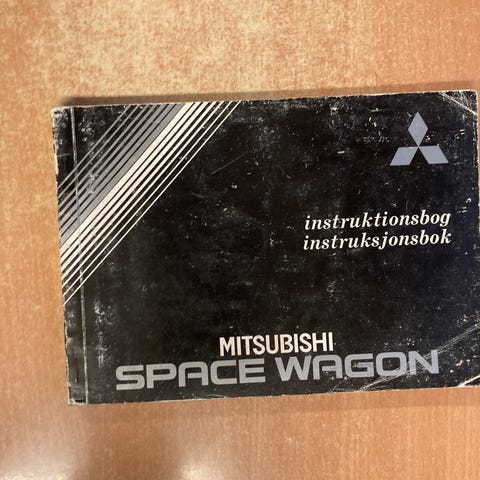 instruktionsbog
instruksjonsbok
MITSUBISHI
SPACE WAGON